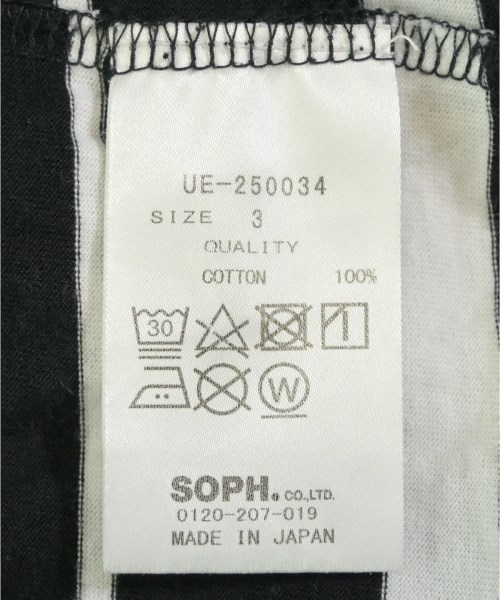 UE-250034
SIZE 3
QUALITY
COTTON 100%
30
W
SOPH. CO.,LTD.
0120-207-019
MADE IN JAPAN